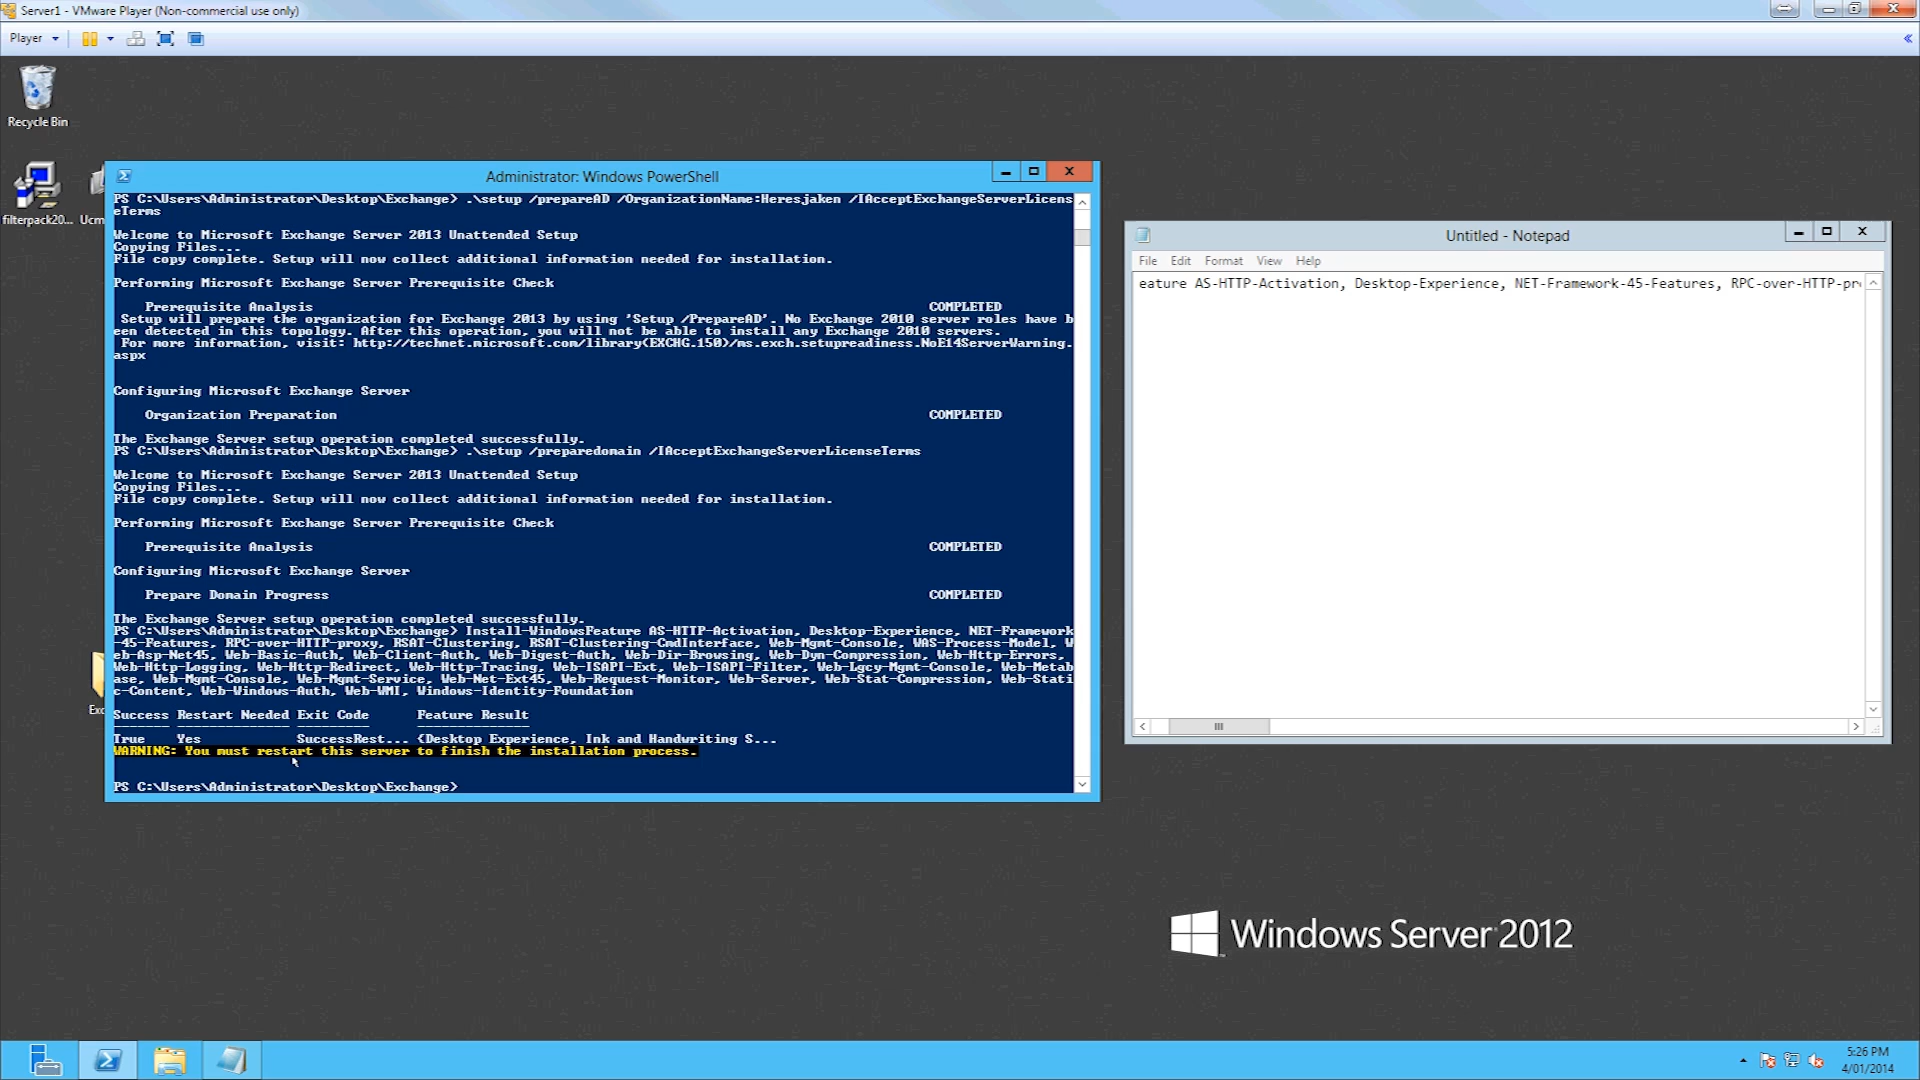 Server1 - VMware Player (Non-commercial use only)
Player
Recycle Bin
filterpack20...
Ucm
Administrator: Windows PowerShell
PS C:\Users\Administrator\Desktop\Exchange> .\setup /prepareAD /OrganizationName:Heresjaken /IAcceptExchangeServerLicens
eTerms
Welcome to Microsoft Exchange Server 2013 Unattended Setup
Copying Files...
File copy complete. Setup will now collect additional information needed for installation.
Performing Microsoft Exchange Server Prerequisite Check
Prerequisite Analysis COMPLETED
Setup will prepare the organization for Exchange 2013 by using 'Setup /PrepareAD'. No Exchange 2010 server roles have b
een detected in this topology. After this operation, you will not be able to install any Exchange 2010 servers.
For more information, visit: http://technet.microsoft.com/library(EXCHG.150)/ms.exch.setupreadiness.NoE14ServerWarning.
aspx
Configuring Microsoft Exchange Server
Organization Preparation COMPLETED
The Exchange Server setup operation completed successfully.
PS C:\Users\Administrator\Desktop\Exchange> .\setup /preparedomain /IAcceptExchangeServerLicenseTerms
Welcome to Microsoft Exchange Server 2013 Unattended Setup
Copying Files...
File copy complete. Setup will now collect additional information needed for installation.
Performing Microsoft Exchange Server Prerequisite Check
Prerequisite Analysis COMPLETED
Configuring Microsoft Exchange Server
Prepare Domain Progress COMPLETED
The Exchange Server setup operation completed successfully.
PS C:\Users\Administrator\Desktop\Exchange> Install-WindowsFeature AS-HTTP-Activation, Desktop-Experience, NET-Framework
-45-Features, RPC-over-HTTP-proxy, RSAT-Clustering, RSAT-Clustering-CmdInterface, Web-Mgmt-Console, WAS-Process-Model, W
eb-Asp-Net45, Web-Basic-Auth, Web-Client-Auth, Web-Digest-Auth, Web-Dir-Browsing, Web-Dyn-Compression, Web-Http-Errors,
Web-Http-Logging, Web-Http-Redirect, Web-Http-Tracing, Web-ISAPI-Ext, Web-ISAPI-Filter, Web-Lgcy-Mgmt-Console, Web-Metab
ase, Web-Mgmt-Console, Web-Mgmt-Service, Web-Net-Ext45, Web-Request-Monitor, Web-Server, Web-Stat-Compression, Web-Stati
c-Content, Web-Windows-Auth, Web-WMI, Windows-Identity-Foundation
Success Restart Needed Exit Code Feature Result
True Yes SuccessRest... {Desktop Experience, Ink and Handwriting S...
WARNING: You must restart this server to finish the installation process.
PS C:\Users\Administrator\Desktop\Exchange>
Exc
Untitled - Notepad
File Edit Format View Help
eature AS-HTTP-Activation, Desktop-Experience, NET-Framework-45-Features, RPC-over-HTTP-pro
Windows Server 2012
5:26 PM
4/01/2014